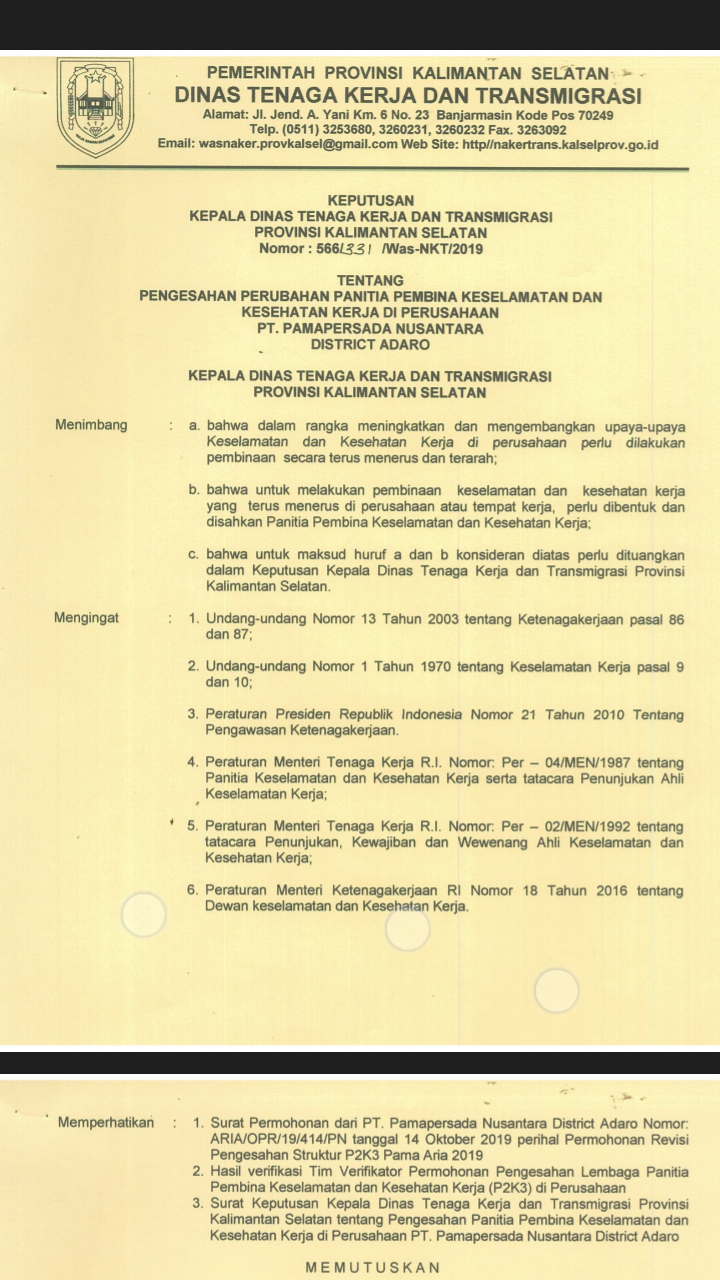 PEMERINTAH PROVINSI KALIMANTAN SELATAN
DINAS TENAGA KERJA DAN TRANSMIGRASI
Alamat: Jl. Jend. A. Yani Km. 6 No. 23 Banjarmasin Kode Pos 70249
Telp. (0511) 3253680, 3260231, 3260232 Fax. 3263092
Email: wasnaker.provkalsel@gmail.com Web Site: http//nakertrans.kalselprov.go.id
KEPUTUSAN
KEPALA DINAS TENAGA KERJA DAN TRANSMIGRASI
PROVINSI KALIMANTAN SELATAN
Nomor : 566/331 /Was-NKT/2019
TENTANG
PENGESAHAN PERUBAHAN PANITIA PEMBINA KESELAMATAN DAN
KESEHATAN KERJA DI PERUSAHAAN
PT. PAMAPERSADA NUSANTARA
DISTRICT ADARO
KEPALA DINAS TENAGA KERJA DAN TRANSMIGRASI
PROVINSI KALIMANTAN SELATAN
Menimbang : a. bahwa dalam rangka meningkatkan dan mengembangkan upaya-upaya
Keselamatan dan Kesehatan Kerja di perusahaan perlu dilakukan
pembinaan secara terus menerus dan terarah;
b. bahwa untuk melakukan pembinaan keselamatan dan kesehatan kerja
yang terus menerus di perusahaan atau tempat kerja, perlu dibentuk dan
disahkan Panitia Pembina Keselamatan dan Kesehatan Kerja;
c. bahwa untuk maksud huruf a dan b konsideran diatas perlu dituangkan
dalam Keputusan Kepala Dinas Tenaga Kerja dan Transmigrasi Provinsi
Kalimantan Selatan.
Mengingat : 1. Undang-undang Nomor 13 Tahun 2003 tentang Ketenagakerjaan pasal 86
dan 87;
2. Undang-undang Nomor 1 Tahun 1970 tentang Keselamatan Kerja pasal 9
dan 10;
3. Peraturan Presiden Republik Indonesia Nomor 21 Tahun 2010 Tentang
Pengawasan Ketenagakerjaan.
4. Peraturan Menteri Tenaga Kerja R.I. Nomor: Per – 04/MEN/1987 tentang
Panitia Keselamatan dan Kesehatan Kerja serta tatacara Penunjukan Ahli
Keselamatan Kerja;
5. Peraturan Menteri Tenaga Kerja R.I. Nomor: Per – 02/MEN/1992 tentang
tatacara Penunjukan, Kewajiban dan Wewenang Ahli Keselamatan dan
Kesehatan Kerja;
6. Peraturan Menteri Ketenagakerjaan RI Nomor 18 Tahun 2016 tentang
Dewan keselamatan dan Kesehatan Kerja.
Memperhatikan : 1. Surat Permohonan dari PT. Pamapersada Nusantara District Adaro Nomor:
ARIA/OPR/19/414/PN tanggal 14 Oktober 2019 perihal Permohonan Revisi
Pengesahan Struktur P2K3 Pama Aria 2019
2. Hasil verifikasi Tim Verifikator Permohonan Pengesahan Lembaga Panitia
Pembina Keselamatan dan Kesehatan Kerja (P2K3) di Perusahaan
3. Surat Keputusan Kepala Dinas Tenaga Kerja dan Transmigrasi Provinsi
Kalimantan Selatan tentang Pengesahan Panitia Pembina Keselamatan dan
Kesehatan Kerja di Perusahaan PT. Pamapersada Nusantara District Adaro
MEMUTUSKAN